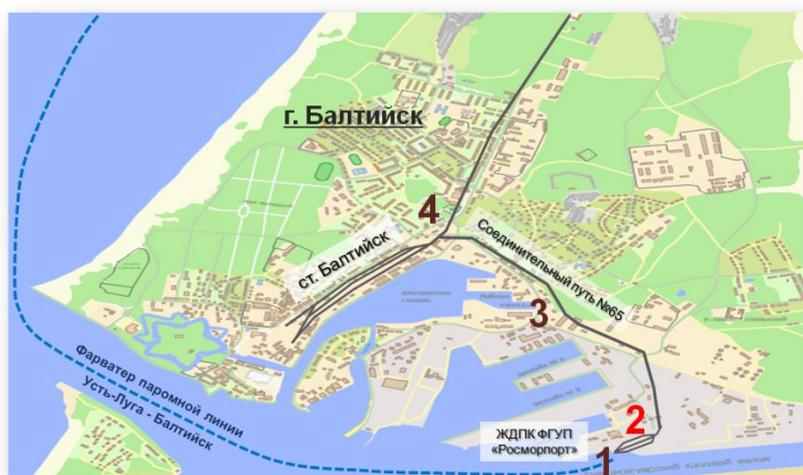 г. Балтийск
4
ст. Балтийск
Соединительный путь №65
3
Фарватер паромной линии
Усть-Луга - Балтийск
2
ЖДПК ФГУП
«Росморпорт»
1